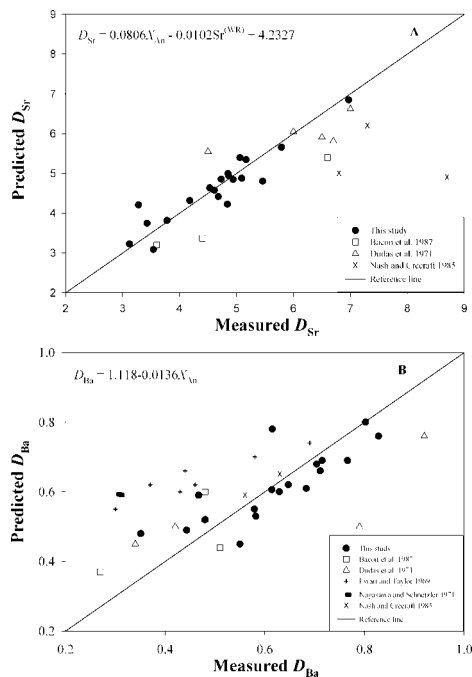 9
D_Sr = 0.0806X_An - 0.0102Sr^(WR) + 4.2327
A
8
7
6
5
4
3
2
Predicted D_Sr
This study
Bacon et al. 1987
Dudas et al. 1971
Nash and Crecraft 1985
Reference line
2 3 4 5 6 7 8 9
Measured D_Sr
1.0
D_Ba = 1.118-0.0136X_An
B
0.8
0.6
0.4
0.2
Predicted D_Ba
This study
Bacon et al. 1987
Dudas et al. 1971
Ewart and Taylor 1969
Nagasawa and Schnetzler 1971
Nash and Crecraft 1985
Reference line
0.2 0.4 0.6 0.8 1.0
Measured D_Ba